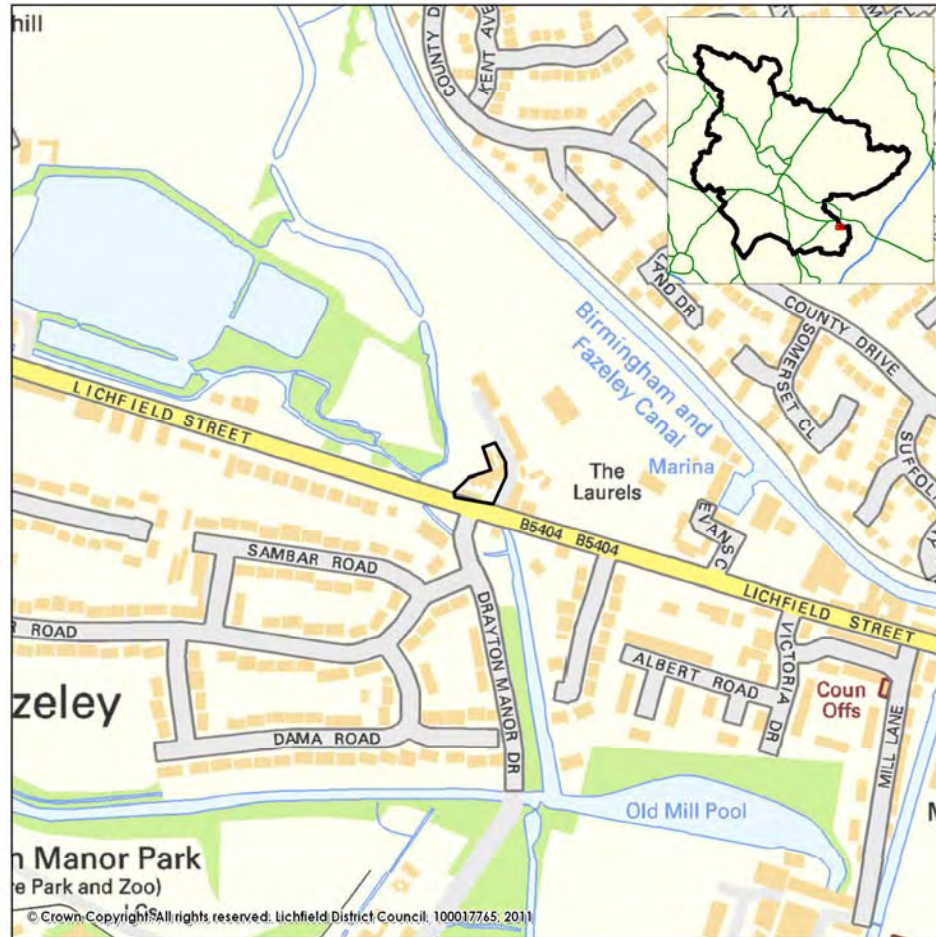 hill
COUNTY D
KENT AVE
LAND DR
COUNTY DRIVE
SOMERSET CL
SUFFOLK
Birmingham and
Fazeley Canal
Marina
LICHFIELD STREET
The
Laurels
EVANS C
B5404 B5404
LICHFIELD STREET
SAMBAR ROAD
R ROAD
DRAYTON MANOR DR
ALBERT ROAD
VICTORIA DR
Coun
Offs
MILL LANE
zeley
DAMA ROAD
Old Mill Pool
n Manor Park
re Park and Zoo)
© Crown Copyright: All rights reserved. Lichfield District Council, 100017765, 2011